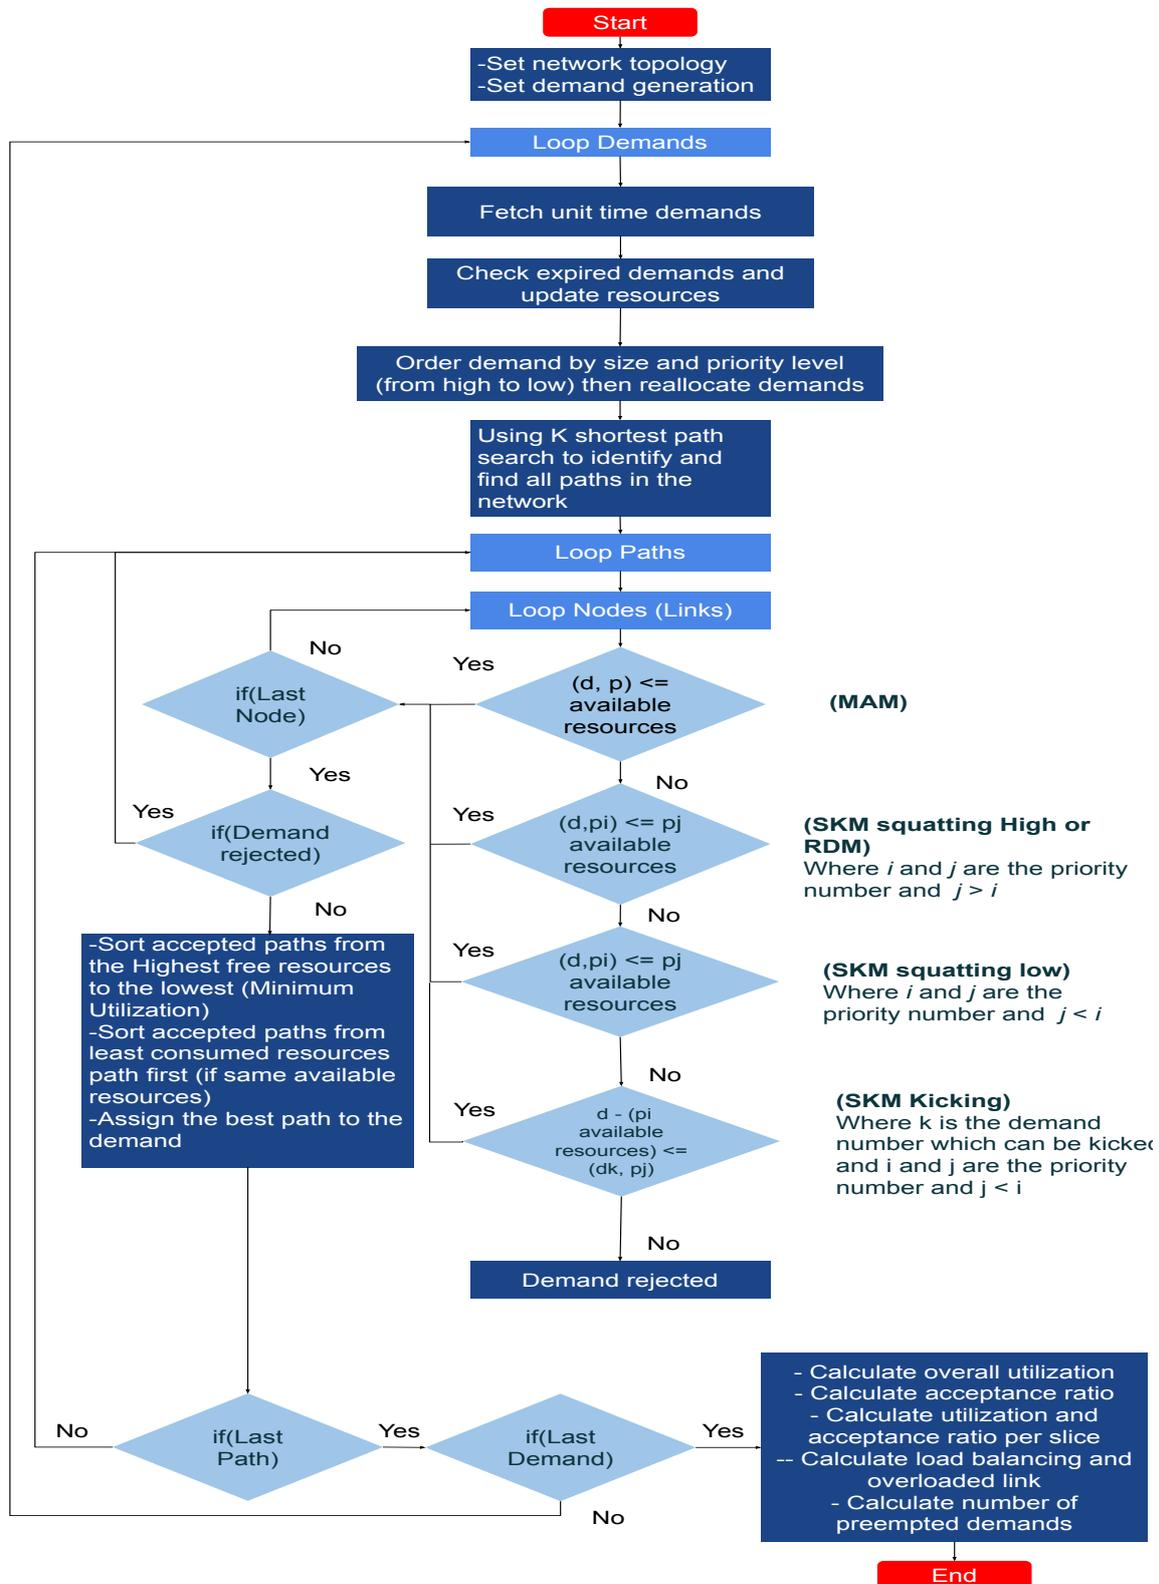 Start
-Set network topology
-Set demand generation
Loop Demands
Fetch unit time demands
Check expired demands and
update resources
Order demand by size and priority level
(from high to low) then reallocate demands
Using K shortest path
search to identify and
find all paths in the
network
Loop Paths
Loop Nodes (Links)
No
Yes
if(Last
Node)
(d, p) <=
available
resources
(MAM)
Yes
No
Yes
if(Demand
rejected)
Yes
(d,pi) <= pj
available
resources
(SKM squatting High or
RDM)
Where i and j are the priority
number and j > i
No
No
-Sort accepted paths from
the Highest free resources
to the lowest (Minimum
Utilization)
-Sort accepted paths from
least consumed resources
path first (if same available
resources)
-Assign the best path to the
demand
Yes
(d,pi) <= pj
available
resources
(SKM squatting low)
Where i and j are the
priority number and j < i
No
Yes
d - (pi
available
resources) <=
(dk, pj)
(SKM Kicking)
Where k is the demand
number which can be kicked
and i and j are the priority
number and j < i
No
Demand rejected
No
if(Last
Path)
Yes
if(Last
Demand)
Yes
No
- Calculate overall utilization
- Calculate acceptance ratio
- Calculate utilization and
acceptance ratio per slice
-- Calculate load balancing and
overloaded link
- Calculate number of
preempted demands
End